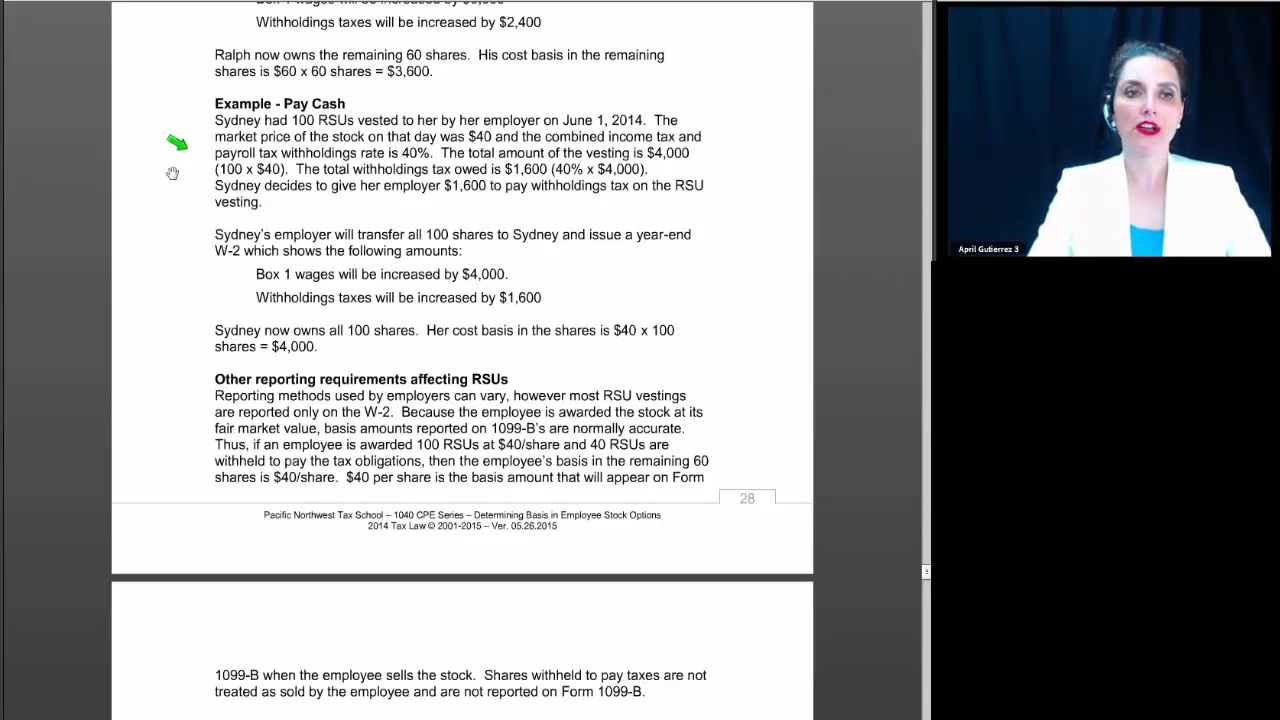 Box 1 wages will be increased by $6,000
Withholdings taxes will be increased by $2,400
Ralph now owns the remaining 60 shares.  His cost basis in the remaining
shares is $60 x 60 shares = $3,600.
Example - Pay Cash
Sydney had 100 RSUs vested to her by her employer on June 1, 2014.  The
market price of the stock on that day was $40 and the combined income tax and
payroll tax withholdings rate is 40%.  The total amount of the vesting is $4,000
(100 x $40).  The total withholdings tax owed is $1,600 (40% x $4,000).
Sydney decides to give her employer $1,600 to pay withholdings tax on the RSU
vesting.
Sydney's employer will transfer all 100 shares to Sydney and issue a year-end
W-2 which shows the following amounts:
Box 1 wages will be increased by $4,000.
Withholdings taxes will be increased by $1,600
Sydney now owns all 100 shares.  Her cost basis in the shares is $40 x 100
shares = $4,000.
Other reporting requirements affecting RSUs
Reporting methods used by employers can vary, however most RSU vestings
are reported only on the W-2.  Because the employee is awarded the stock at its
fair market value, basis amounts reported on 1099-B's are normally accurate.
Thus, if an employee is awarded 100 RSUs at $40/share and 40 RSUs are
withheld to pay the tax obligations, then the employee's basis in the remaining 60
shares is $40/share.  $40 per share is the basis amount that will appear on Form
28
Pacific Northwest Tax School – 1040 CPE Series – Determining Basis in Employee Stock Options
2014 Tax Law © 2001-2015 – Ver. 05.26.2015
1099-B when the employee sells the stock.  Shares withheld to pay taxes are not
treated as sold by the employee and are not reported on Form 1099-B.
April Gutierrez 3